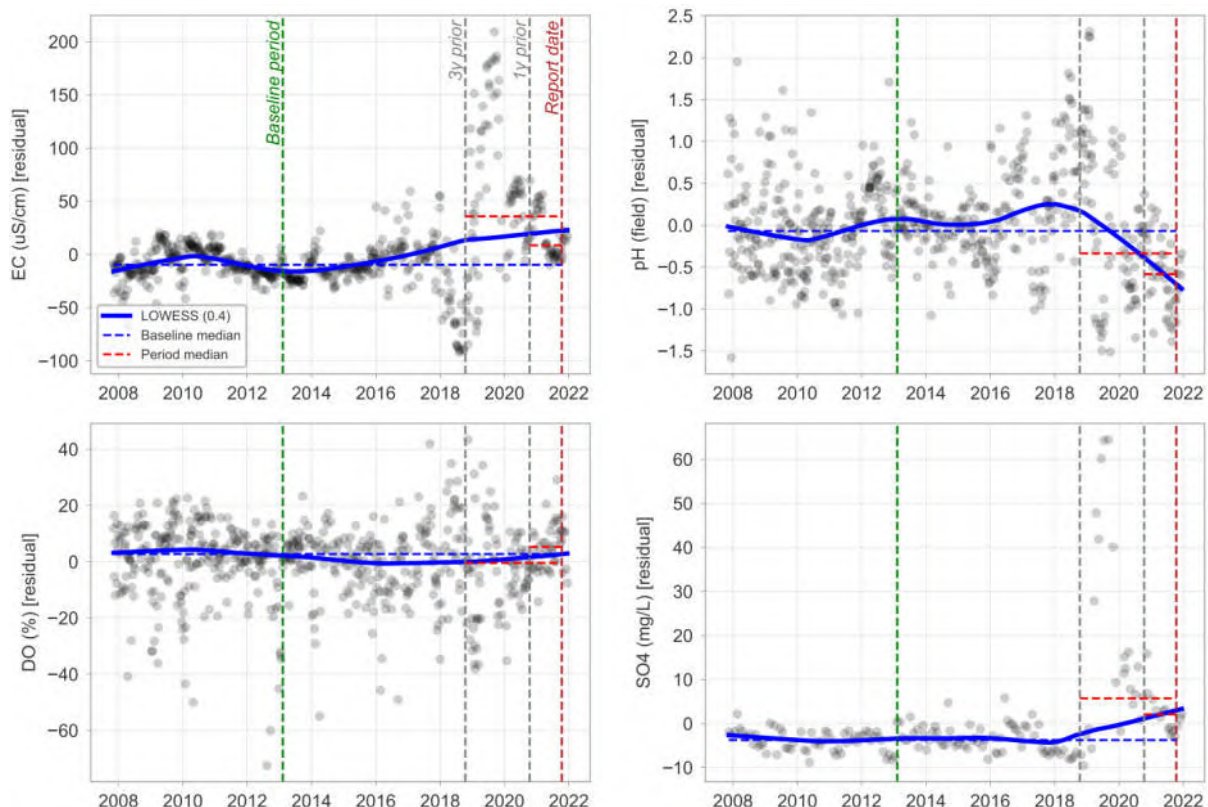 EC (uS/cm) [residual]
200
150
100
50
0
−50
−100
Baseline period
3y prior
1y prior
Report date
LOWESS (0.4)
Baseline median
Period median
2008 2010 2012 2014 2016 2018 2020 2022
pH (field) [residual]
2.5
2.0
1.5
1.0
0.5
0.0
−0.5
−1.0
−1.5
2008 2010 2012 2014 2016 2018 2020 2022
DO (%) [residual]
40
20
0
−20
−40
−60
2008 2010 2012 2014 2016 2018 2020 2022
SO4 (mg/L) [residual]
60
50
40
30
20
10
0
−10
2008 2010 2012 2014 2016 2018 2020 2022